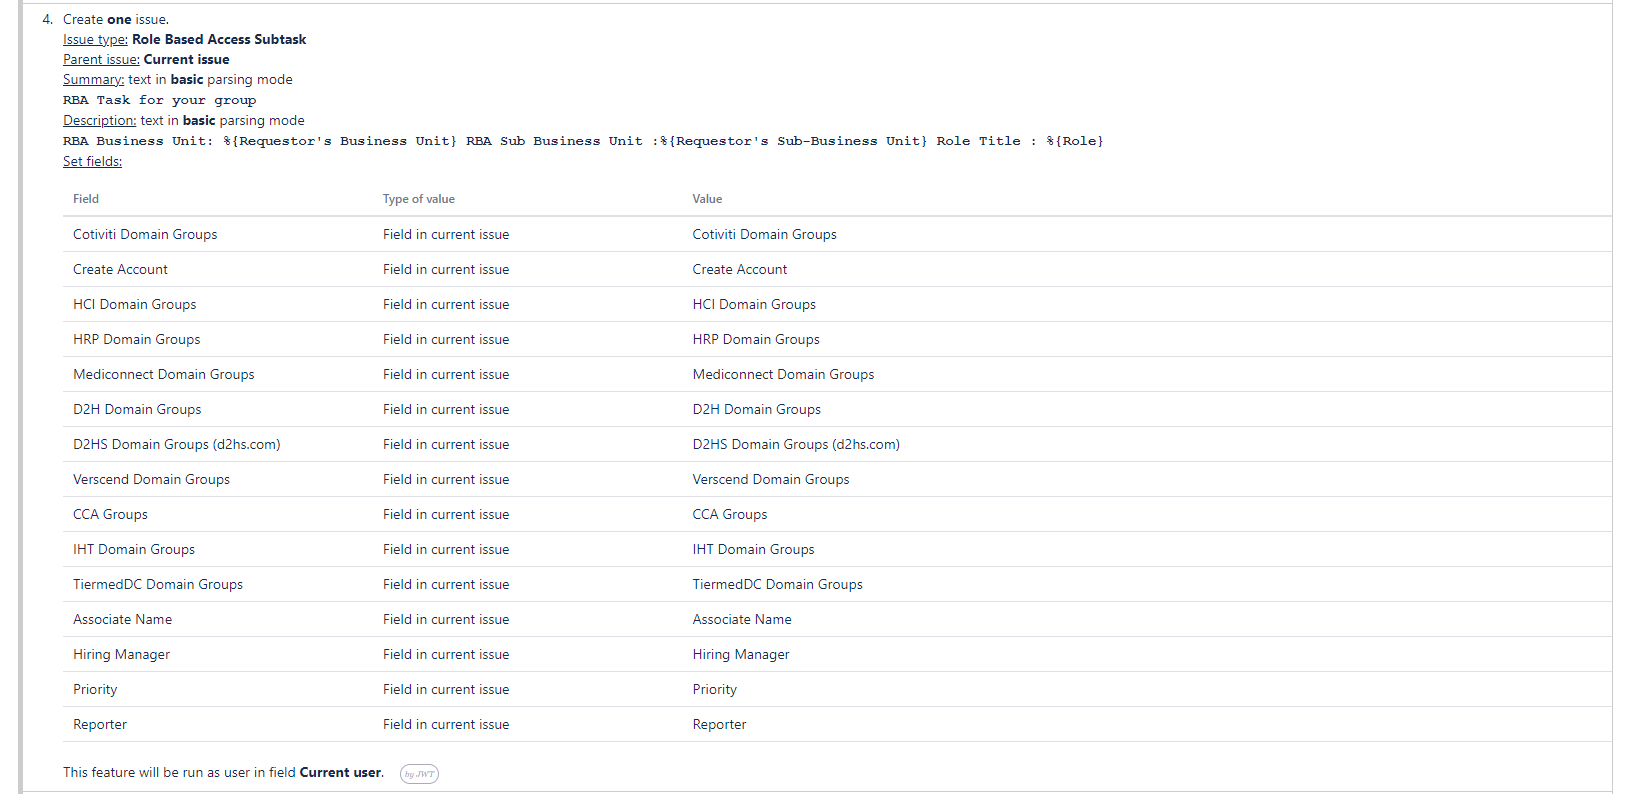 4. Create one issue.
Issue type: Role Based Access Subtask
Parent issue: Current issue
Summary: text in basic parsing mode
RBA Task for your group
Description: text in basic parsing mode
RBA Business Unit: %{Requestor's Business Unit} RBA Sub Business Unit :%{Requestor's Sub-Business Unit} Role Title : %{Role}
Set fields:
Field Type of value Value
Cotiviti Domain Groups Field in current issue Cotiviti Domain Groups
Create Account Field in current issue Create Account
HCI Domain Groups Field in current issue HCI Domain Groups
HRP Domain Groups Field in current issue HRP Domain Groups
Mediconnect Domain Groups Field in current issue Mediconnect Domain Groups
D2H Domain Groups Field in current issue D2H Domain Groups
D2HS Domain Groups (d2hs.com) Field in current issue D2HS Domain Groups (d2hs.com)
Verscend Domain Groups Field in current issue Verscend Domain Groups
CCA Groups Field in current issue CCA Groups
IHT Domain Groups Field in current issue IHT Domain Groups
TiermedDC Domain Groups Field in current issue TiermedDC Domain Groups
Associate Name Field in current issue Associate Name
Hiring Manager Field in current issue Hiring Manager
Priority Field in current issue Priority
Reporter Field in current issue Reporter
This feature will be run as user in field Current user. by JWT